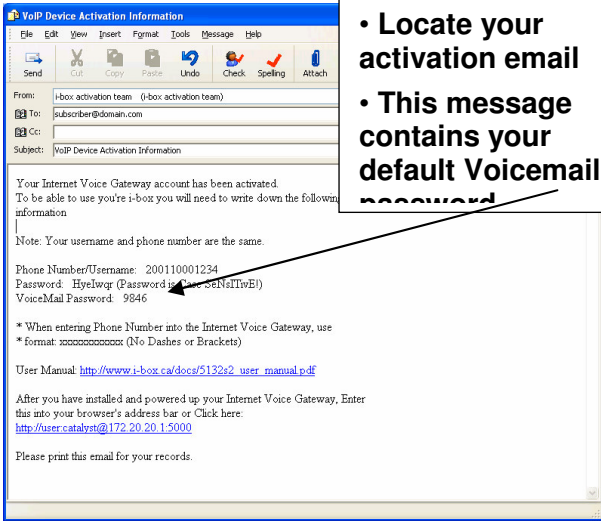 VoIP Device Activation Information
File Edit View Insert Format Tools Message Help
Send Cut Copy Paste Undo Check Spelling Attach
From: i-box activation team (i-box activation team)
To: subscriber@domain.com
Cc:
Subject: VoIP Device Activation Information
• Locate your
activation email
• This message
contains your
default Voicemail
password
Your Internet Voice Gateway account has been activated.
To be able to use you're i-box you will need to write down the following
information
Note: Your username and phone number are the same.
Phone Number/Username: 200110001234
Password: HyeIwqr (Password is Case SeNsITivE!)
VoiceMail Password: 9846
* When entering Phone Number into the Internet Voice Gateway, use
* format: xxxxxxxxxxxx (No Dashes or Brackets)
User Manual: http://www.i-box.ca/docs/5132s2_user_manual.pdf
After you have installed and powered up your Internet Voice Gateway, Enter
this into your browser's address bar or Click here:
http://user:catalyst@172.20.20.1:5000
Please print this email for your records.